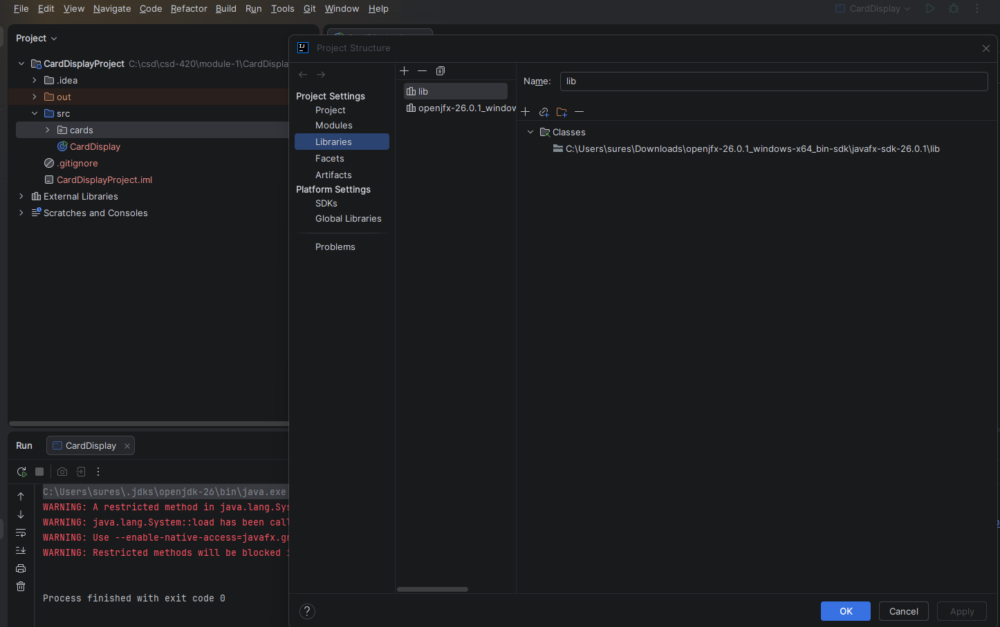 File Edit View Navigate Code Refactor Build Run Tools Git Window Help
CardDisplay
Project
CardDisplayProject C:\csd\csd-420\module-1\CardDispla
.idea
out
src
cards
CardDisplay
.gitignore
CardDisplayProject.iml
External Libraries
Scratches and Consoles
Project Structure
Project Settings
Project
Modules
Libraries
Facets
Artifacts
Platform Settings
SDKs
Global Libraries
Problems
lib
openjfx-26.0.1_window
Name: lib
Classes
C:\Users\sures\Downloads\openjfx-26.0.1_windows-x64_bin-sdk\javafx-sdk-26.0.1\lib
Run CardDisplay
C:\Users\sures\.jdks\openjdk-26\bin\java.exe
WARNING: A restricted method in java.lang.Sys
WARNING: java.lang.System::load has been call
WARNING: Use --enable-native-access=javafx.gr
WARNING: Restricted methods will be blocked i
Process finished with exit code 0
?
OK Cancel Apply